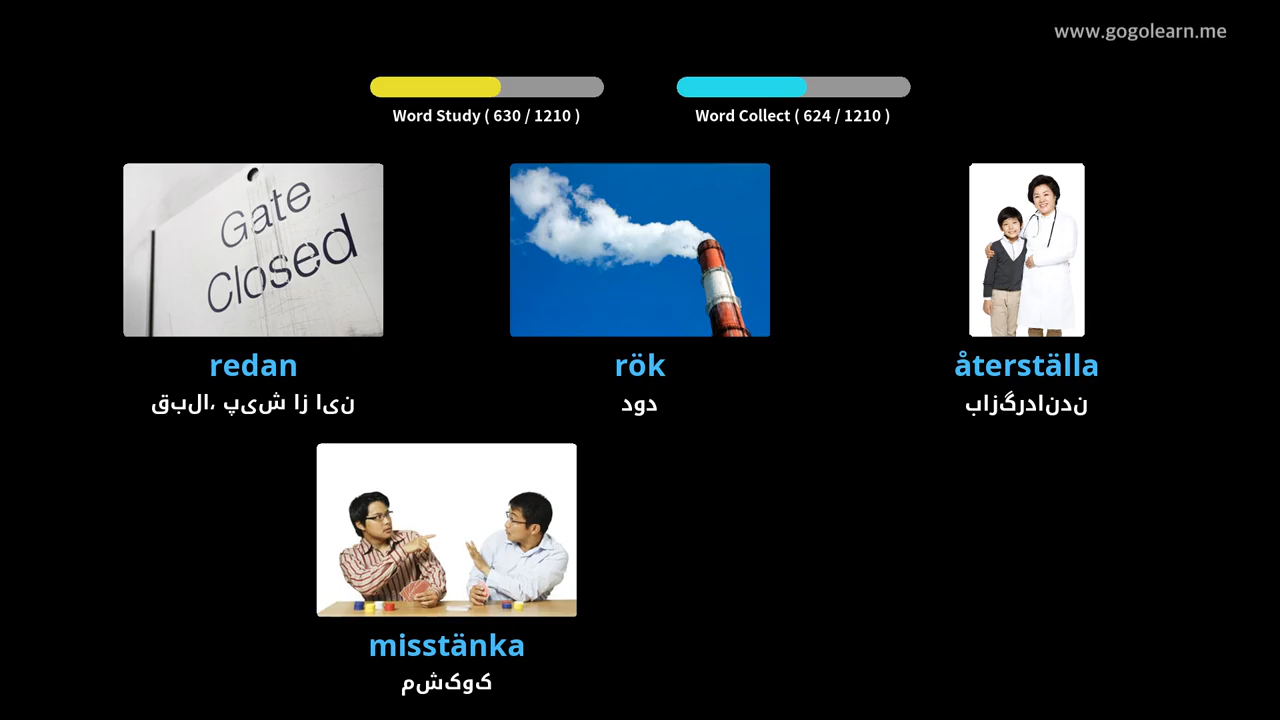 www.gogolearn.me
Word Study ( 630 / 1210 )
Word Collect ( 624 / 1210 )
Gate
Closed
redan
قبلا، پیش از این
rök
دود
återställa
بازگرداندن
misstänka
مشکوک